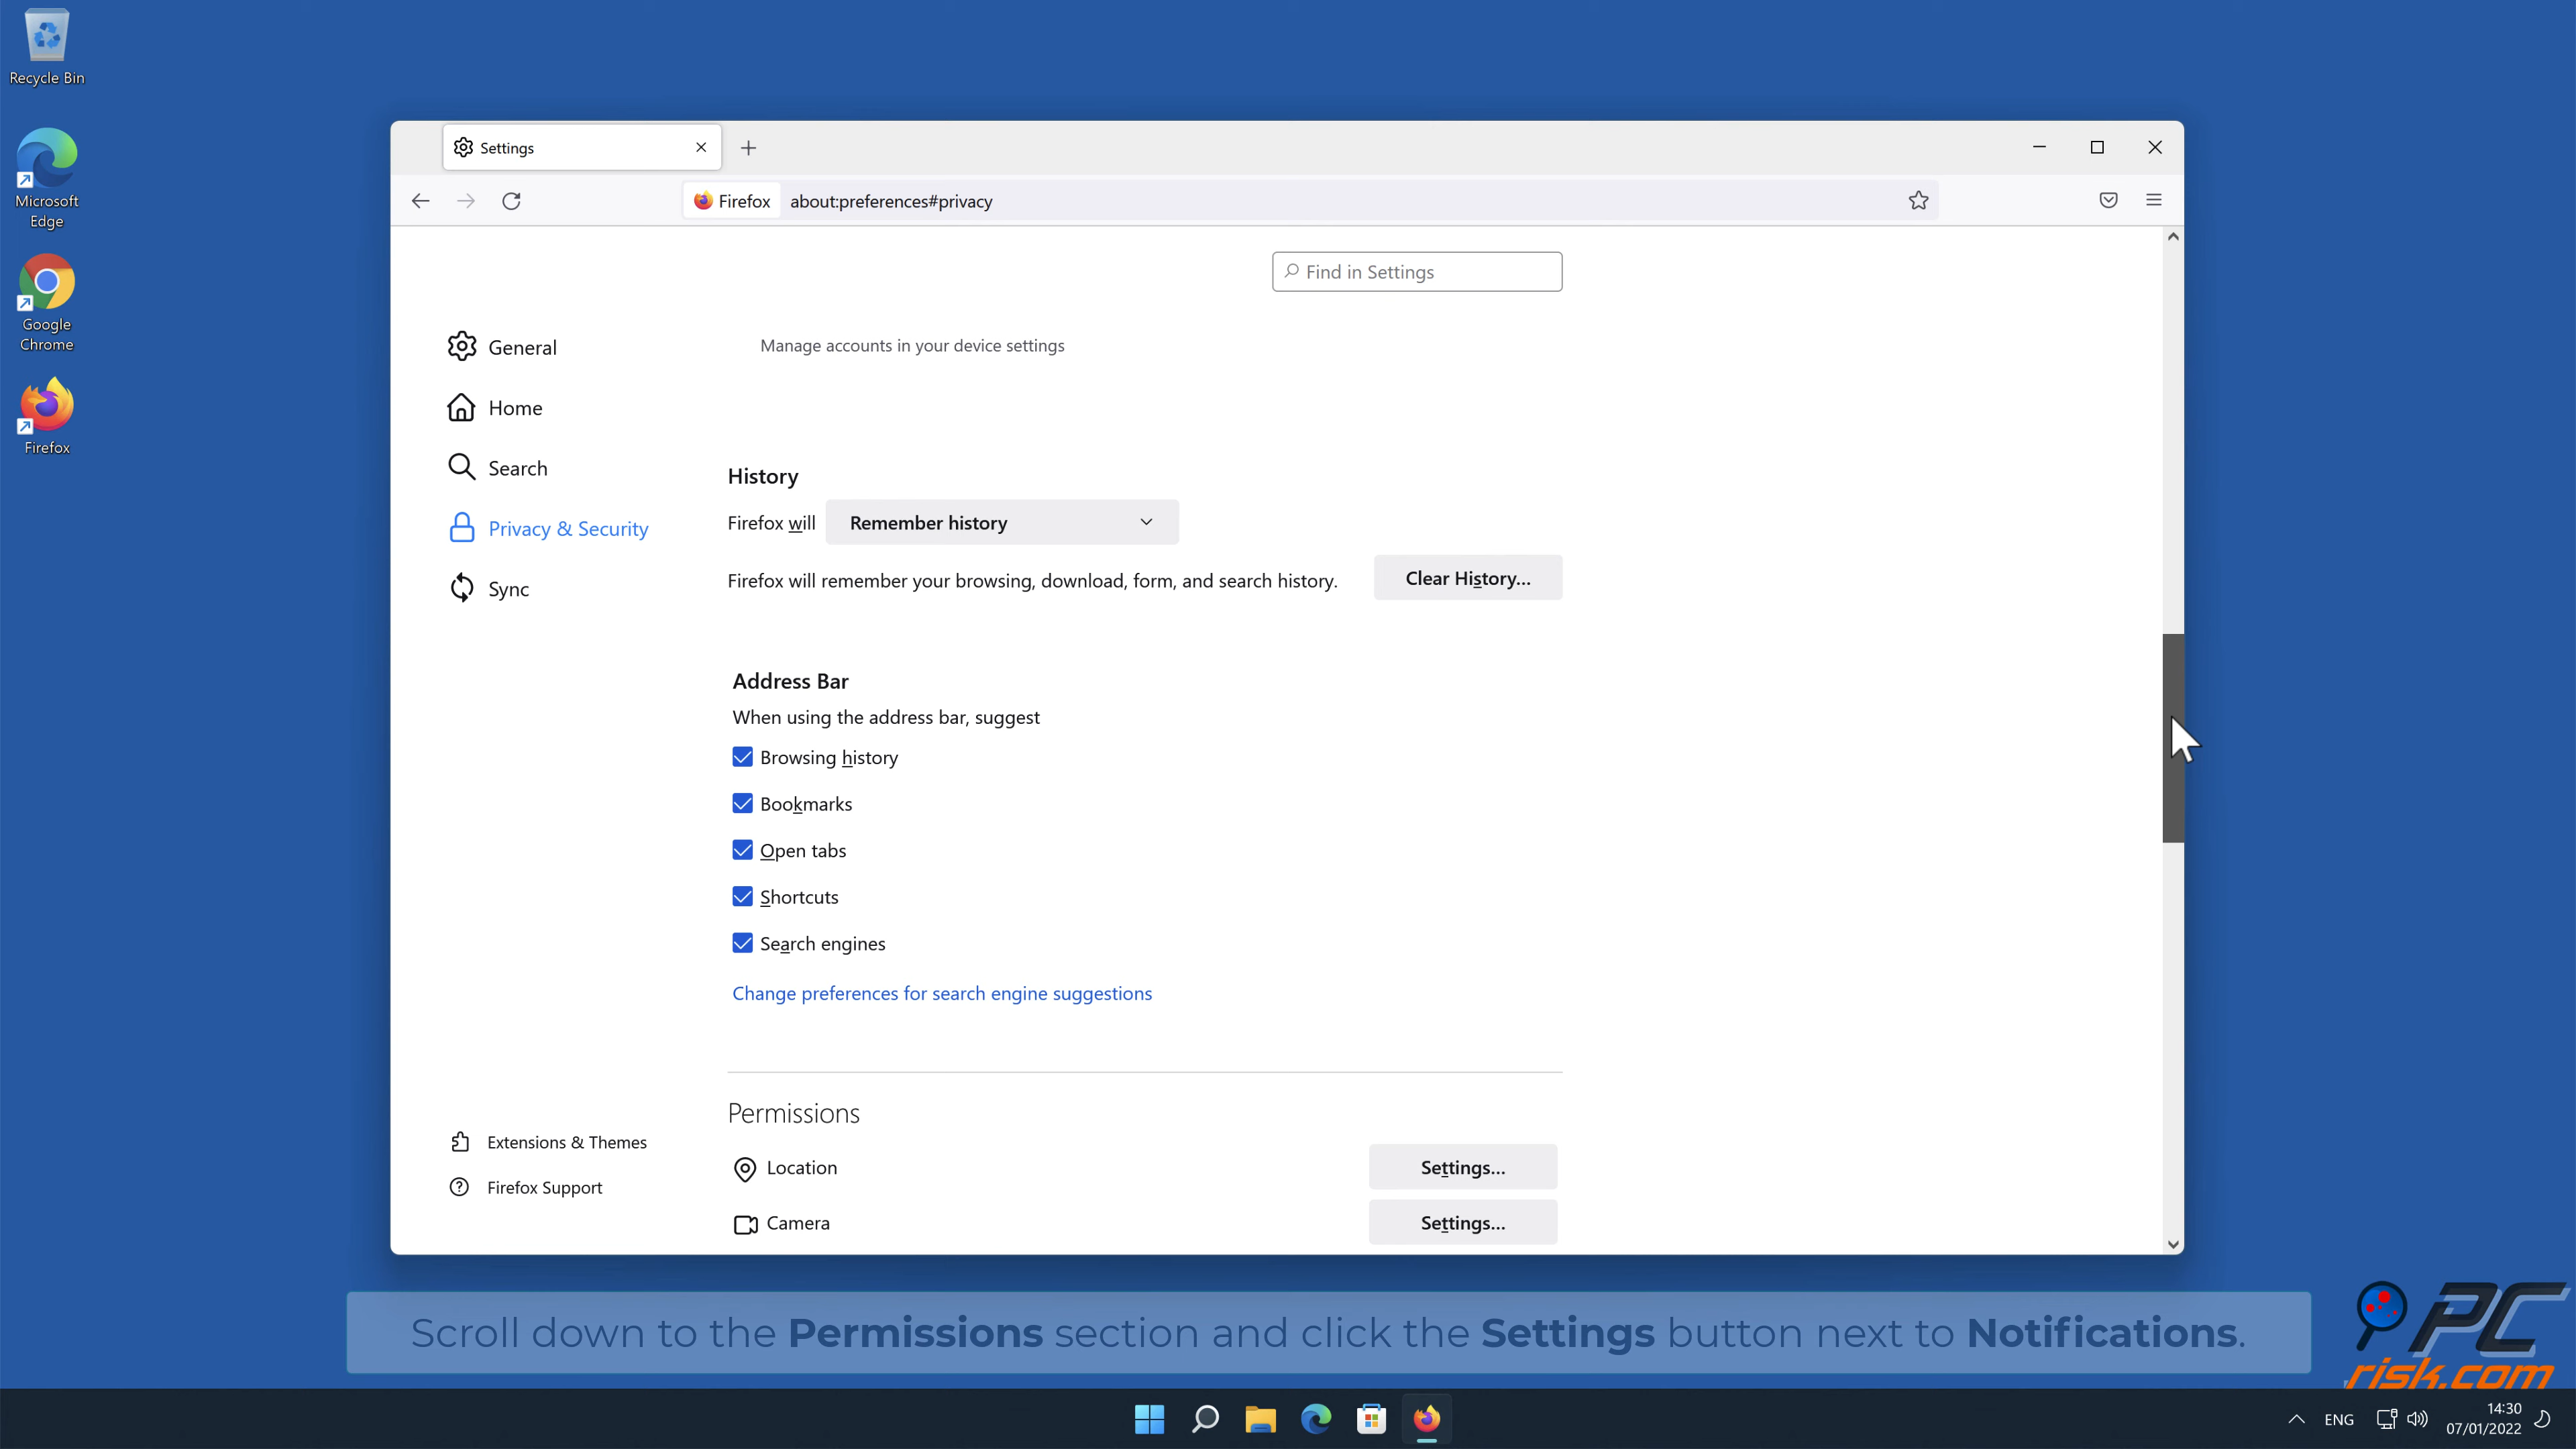 Recycle Bin
Microsoft
Edge
Google
Chrome
Firefox
Settings
Firefox
about:preferences#privacy
Find in Settings
General
Home
Search
Privacy & Security
Sync
Extensions & Themes
Firefox Support
Manage accounts in your device settings
History
Firefox will Remember history
Firefox will remember your browsing, download, form, and search history. Clear History...
Address Bar
When using the address bar, suggest
Browsing history
Bookmarks
Open tabs
Shortcuts
Search engines
Change preferences for search engine suggestions
Permissions
Location Settings...
Camera Settings...
Scroll down to the Permissions section and click the Settings button next to Notifications.
PC
risk.com
ENG
14:30
07/01/2022